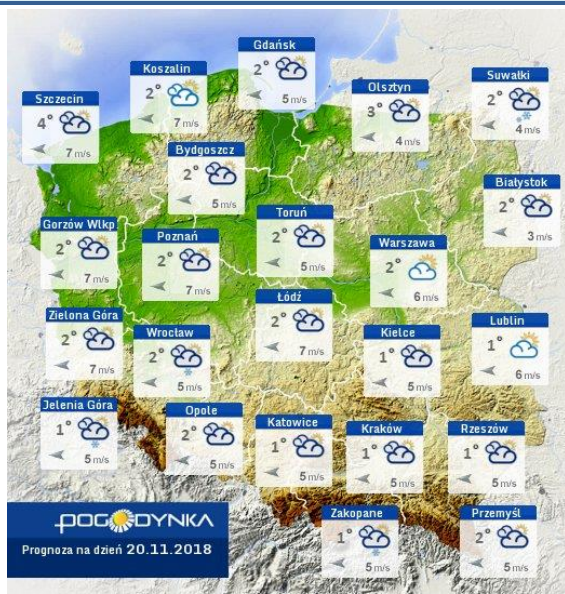 Gdańsk
2°
5 m/s
Koszalin
2°
7 m/s
Suwałki
2°
4 m/s
Olsztyn
3°
4 m/s
Szczecin
4°
7 m/s
Bydgoszcz
2°
5 m/s
Białystok
2°
3 m/s
Toruń
2°
5 m/s
Gorzów Wlkp
2°
7 m/s
Poznań
2°
7 m/s
Warszawa
2°
6 m/s
Łódź
2°
7 m/s
Zielona Góra
2°
7 m/s
Wrocław
2°
5 m/s
Kielce
1°
5 m/s
Lublin
1°
6 m/s
Jelenia Góra
1°
5 m/s
Opole
2°
5 m/s
Katowice
1°
5 m/s
Kraków
1°
5 m/s
Rzeszów
1°
5 m/s
Zakopane
1°
5 m/s
Przemyśl
2°
5 m/s
POGODYNKA
Prognoza na dzień 20.11.2018